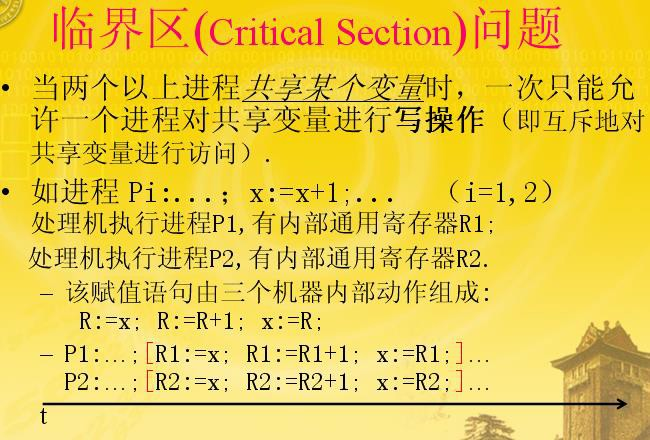 临界区(Critical Section)问题
• 当两个以上进程共享某个变量时，一次只能允
许一个进程对共享变量进行写操作（即互斥地对
共享变量进行访问）.
• 如进程 Pi:...; x:=x+1;... （i=1,2）
处理机执行进程P1,有内部通用寄存器R1;
处理机执行进程P2,有内部通用寄存器R2.
– 该赋值语句由三个机器内部动作组成:
R:=x; R:=R+1; x:=R;
– P1:…;[R1:=x; R1:=R1+1; x:=R1;]…
P2:…;[R2:=x; R2:=R2+1; x:=R2;]…
t